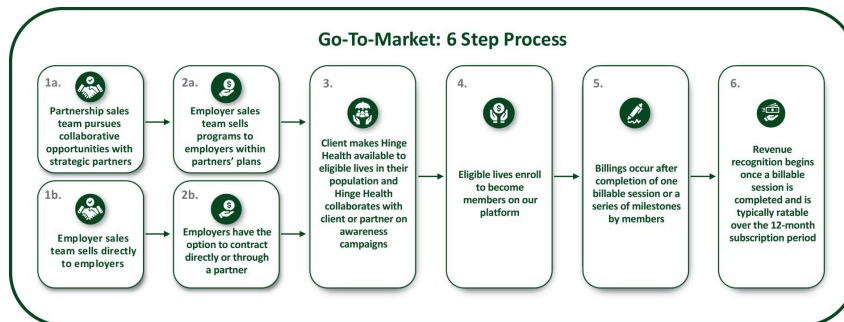 Go-To-Market: 6 Step Process
1a.
Partnership sales
team pursues
collaborative
opportunities with
strategic partners
2a.
Employer sales
team sells
programs to
employers within
partners' plans
1b.
Employer sales
team sells directly
to employers
2b.
Employers have the
option to contract
directly or through
a partner
3.
Client makes Hinge
Health available to
eligible lives in their
population and
Hinge Health
collaborates with
client or partner on
awareness
campaigns
4.
Eligible lives enroll
to become
members on our
platform
5.
Billings occur after
completion of one
billable session or a
series of milestones
by members
6.
Revenue
recognition begins
once a billable
session is
completed and is
typically ratable
over the 12-month
subscription period